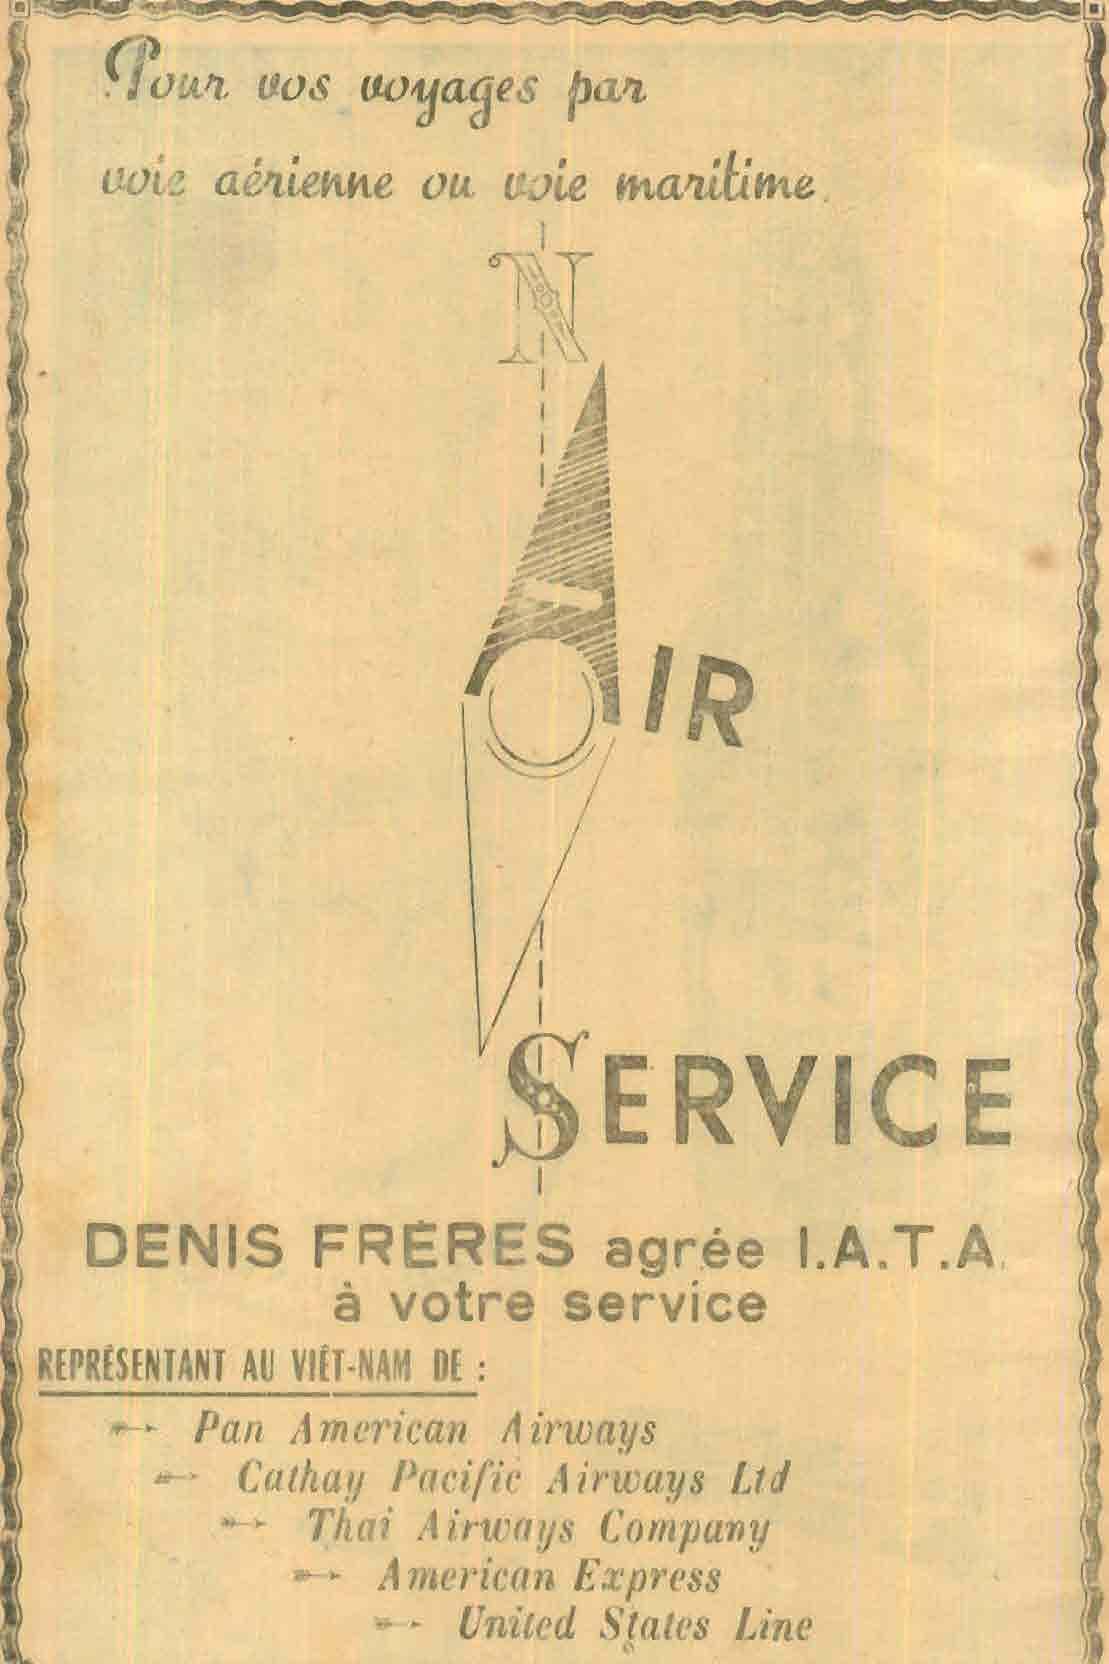 Pour vos voyages par
voie aérienne ou voie maritime.
N
AIR
SERVICE
DENIS FRÈRES agrée I.A.T.A.
à votre service
REPRÉSENTANT AU VIÊT-NAM DE :
Pan American Airways
Cathay Pacific Airways Ltd
Thai Airways Company
American Express
United States Line